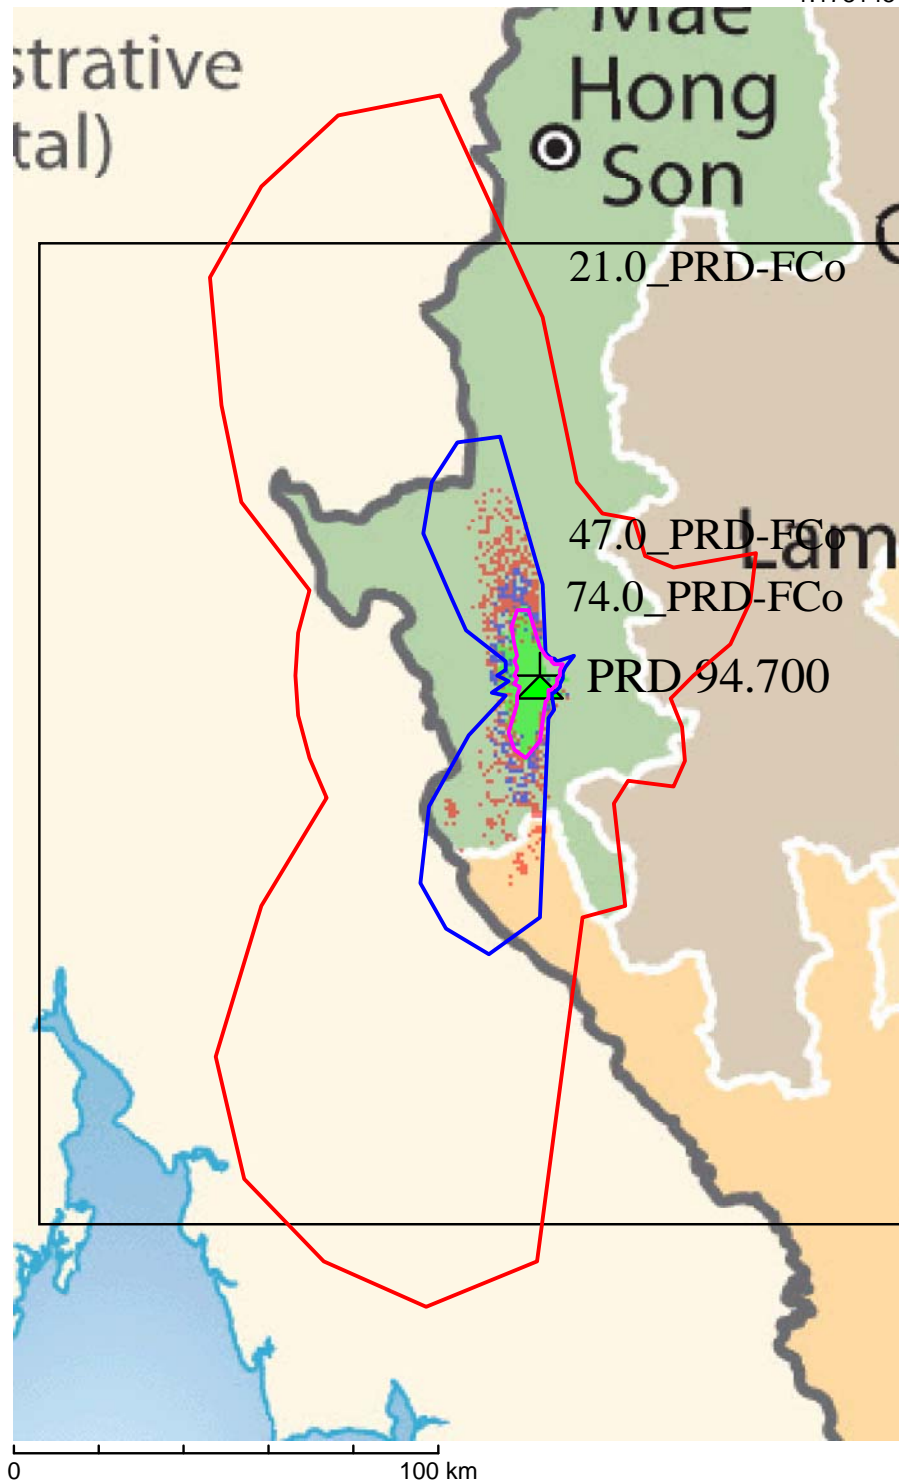 strative
tal)
Mae
Hong
Son
21.0_PRD-FCo
47.0_PRD-FCo
Lam
74.0_PRD-FCo
PRD 94.700
0
100 km